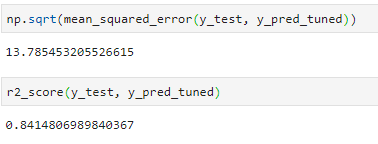 np.sqrt(mean_squared_error(y_test, y_pred_tuned))
13.785453205526615
r2_score(y_test, y_pred_tuned)
0.8414806989840367